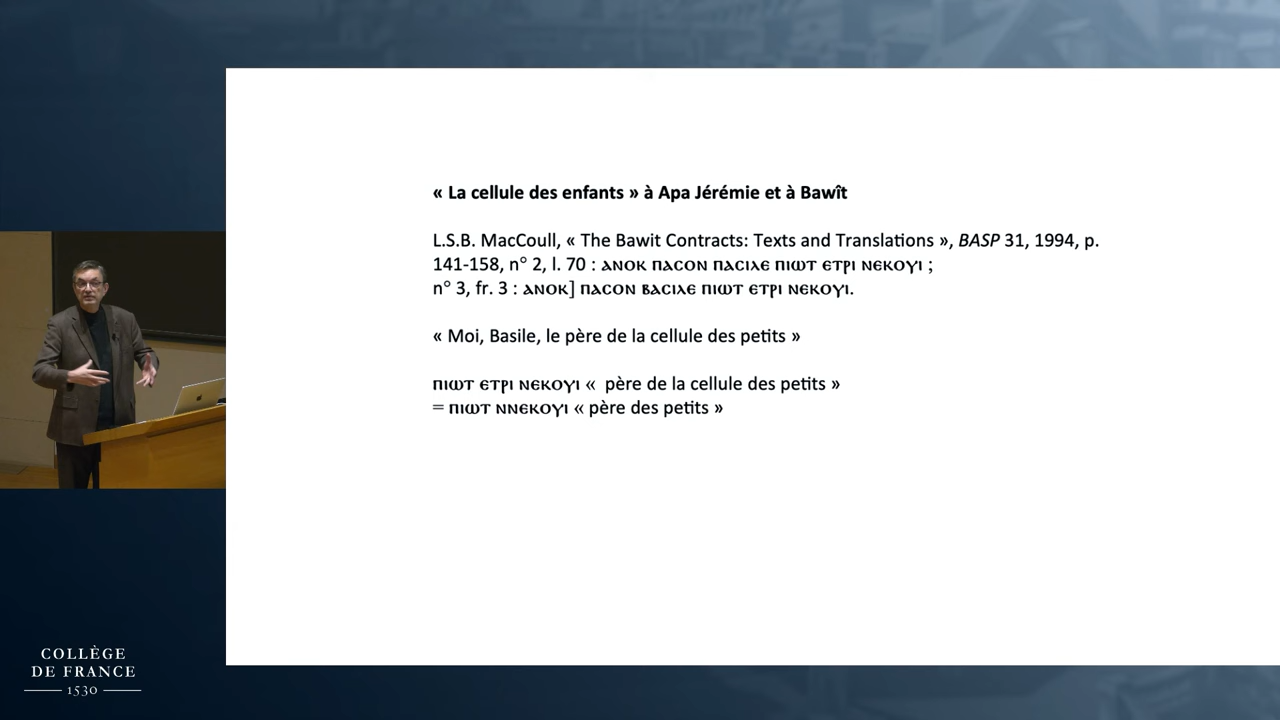 « La cellule des enfants » à Apa Jérémie et à Bawît
L.S.B. MacCoull, « The Bawit Contracts: Texts and Translations », BASP 31, 1994, p.
141-158, n° 2, l. 70 : ⲁⲛⲟⲕ ⲡⲁⲥⲟⲛ ⲡⲁⲥⲓⲗⲉ ⲡⲓⲱⲧ ⲉⲧⲣⲓ ⲛⲉⲕⲟⲩⲓ ;
n° 3, fr. 3 : ⲁⲛⲟⲕ] ⲡⲁⲥⲟⲛ ⲃⲁⲥⲓⲗⲉ ⲡⲓⲱⲧ ⲉⲧⲣⲓ ⲛⲉⲕⲟⲩⲓ.
« Moi, Basile, le père de la cellule des petits »
ⲡⲓⲱⲧ ⲉⲧⲣⲓ ⲛⲉⲕⲟⲩⲓ « père de la cellule des petits »
= ⲡⲓⲱⲧ ⲛⲛⲉⲕⲟⲩⲓ « père des petits »
COLLÈGE
DE FRANCE
1530